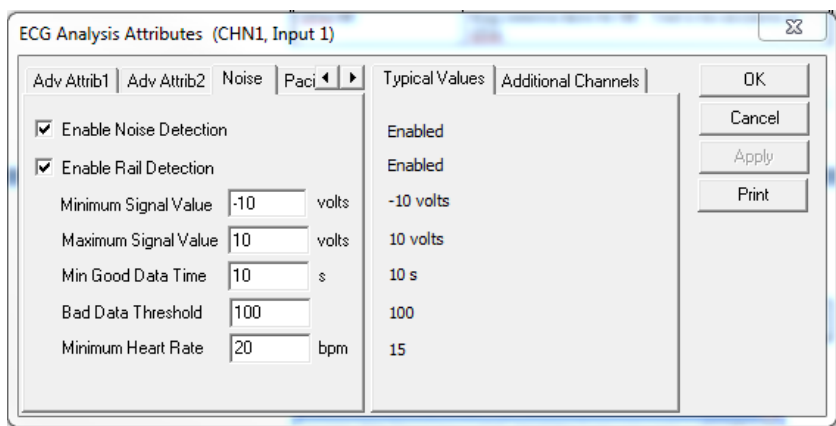 ECG Analysis Attributes (CHN1, Input 1)
Adv Attrib1 Adv Attrib2 Noise Paci
Typical Values Additional Channels
OK
Cancel
Apply
Print
Enable Noise Detection Enabled
Enable Rail Detection Enabled
Minimum Signal Value -10 volts -10 volts
Maximum Signal Value 10 volts 10 volts
Min Good Data Time 10 s 10 s
Bad Data Threshold 100 100
Minimum Heart Rate 20 bpm 15